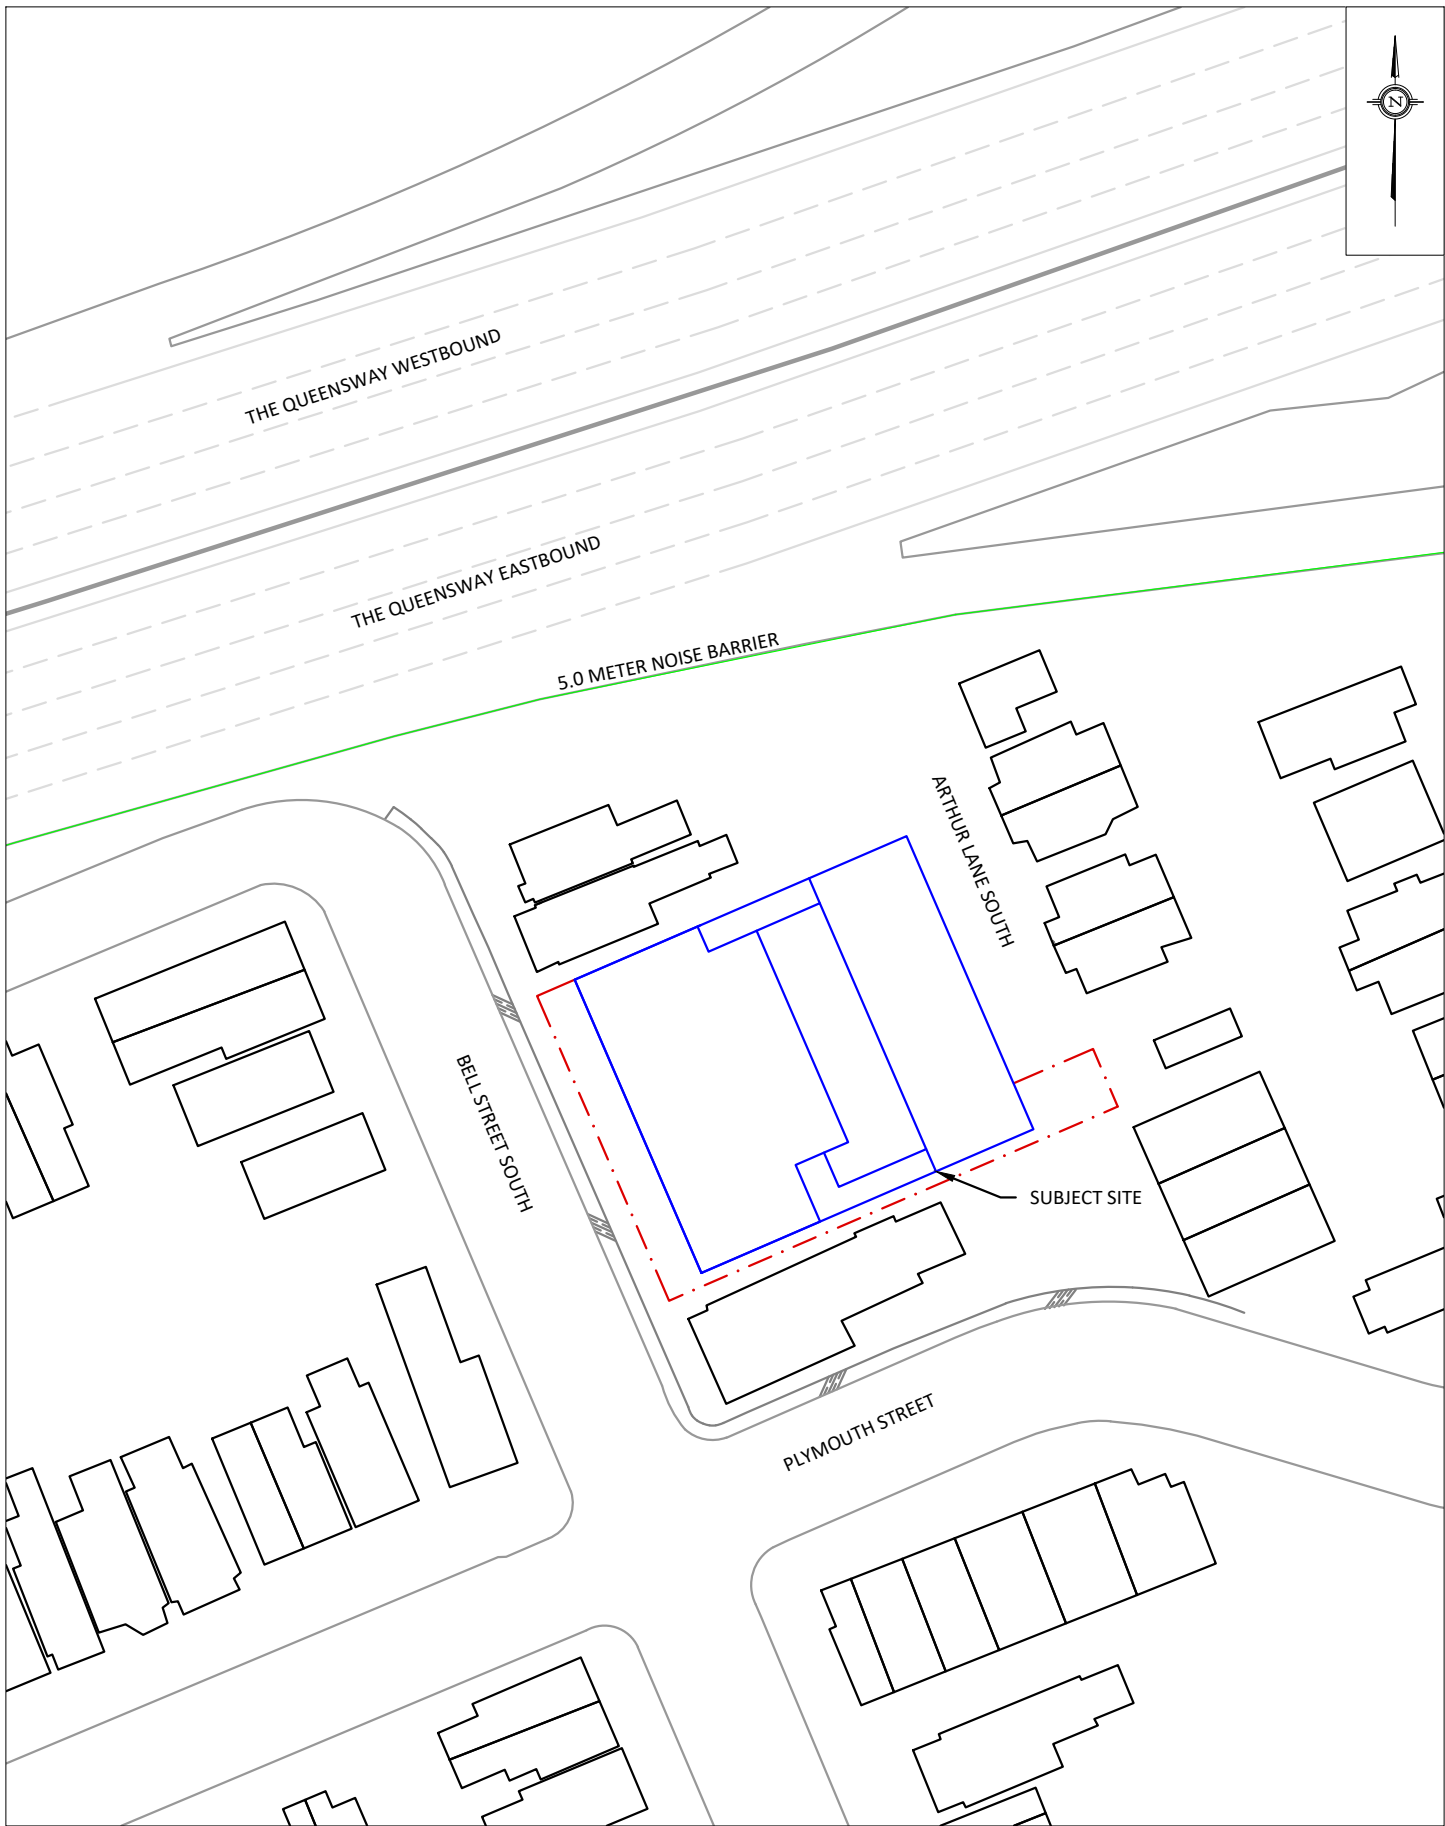 N
THE QUEENSWAY WESTBOUND
THE QUEENSWAY EASTBOUND
5.0 METER NOISE BARRIER
ARTHUR LANE SOUTH
BELL STREET SOUTH
SUBJECT SITE
PLYMOUTH STREET